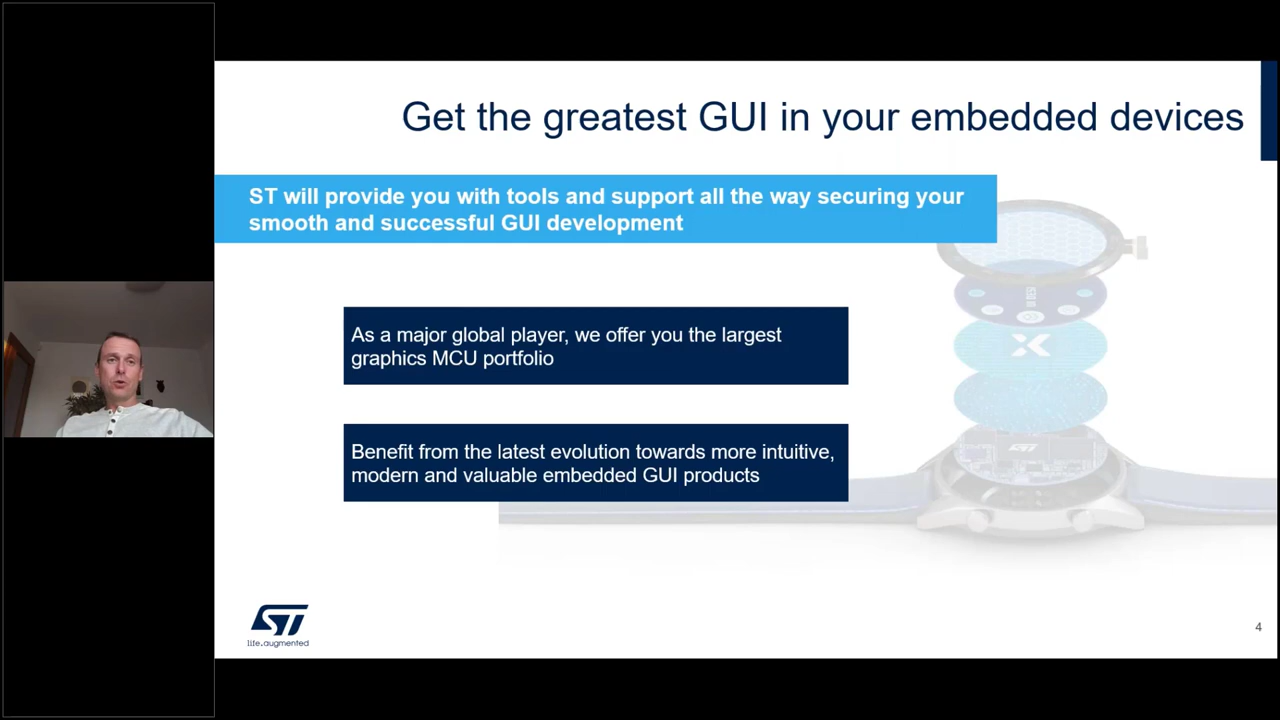 Get the greatest GUI in your embedded devices
ST will provide you with tools and support all the way securing your
smooth and successful GUI development
As a major global player, we offer you the largest
graphics MCU portfolio
Benefit from the latest evolution towards more intuitive,
modern and valuable embedded GUI products
ST
life.augmented
4